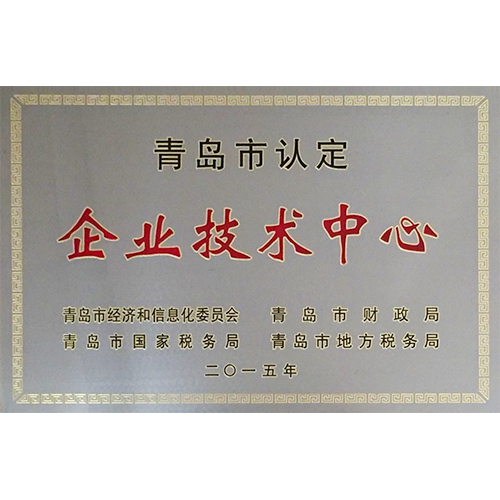 青岛市认定
企业技术中心
青岛市经济和信息化委员会 青岛市财政局
青岛市国家税务局 青岛市地方税务局
二〇一五年